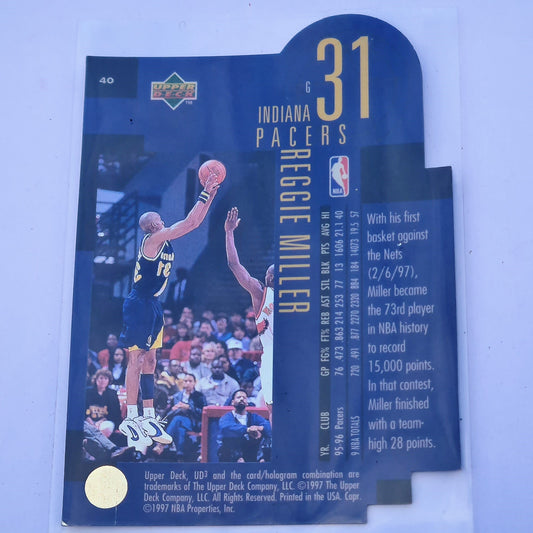 40
UPPER
DECK
TM
31
G
INDIANA
PACERS
REGGIE MILLER
NBA
YR. CLUB GP FG% FT% REB AST STL BLK PTS AVG HI
95-96 Pacers 76 .473 .863 214 253 77 13 1606 21.1 40
9 NBA TOTALS 720 .491 .877 2270 2320 884 184 14073 19.5 57
With his first
basket against
the Nets
(2/6/97),
Miller became
the 73rd player
in NBA history
to record
15,000 points.
In that contest,
Miller finished
with a team-
high 28 points.
Upper Deck, UD³ and the card/hologram combination are
trademarks of The Upper Deck Company, LLC. ©1997 The Upper
Deck Company, LLC. All Rights Reserved. Printed in the USA. Capr.
©1997 NBA Properties, Inc.